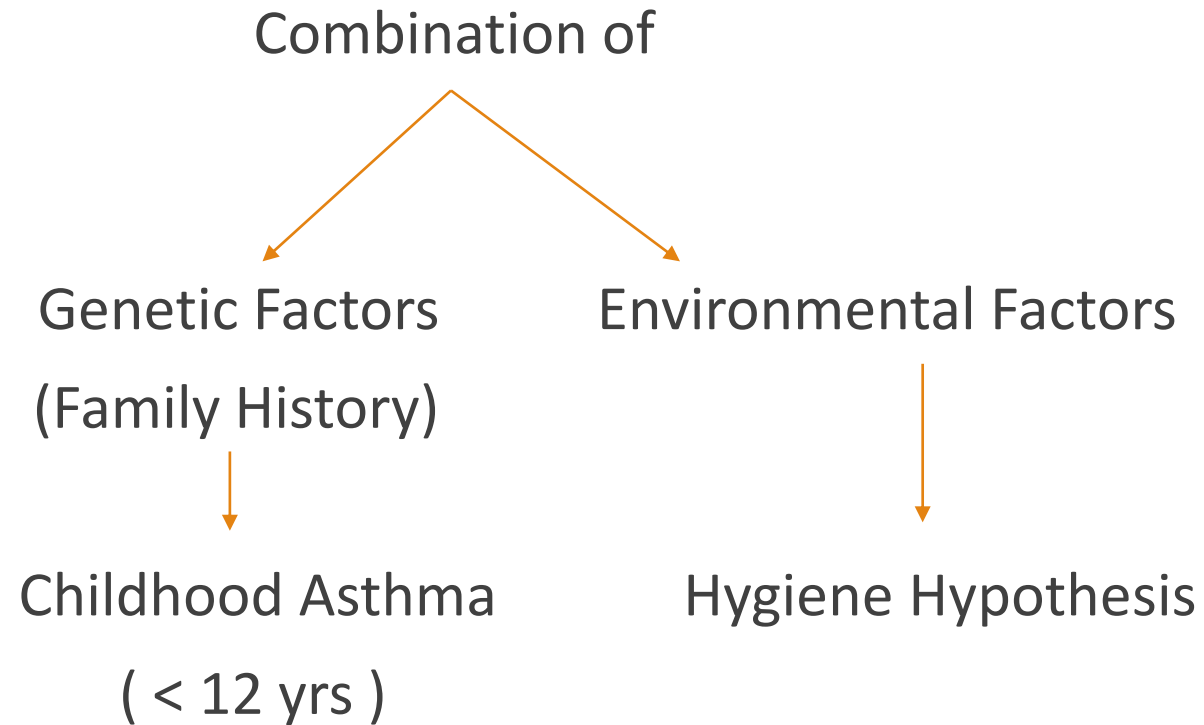 Combination of
Genetic Factors
(Family History)
Environmental Factors
Childhood Asthma
( < 12 yrs )
Hygiene Hypothesis